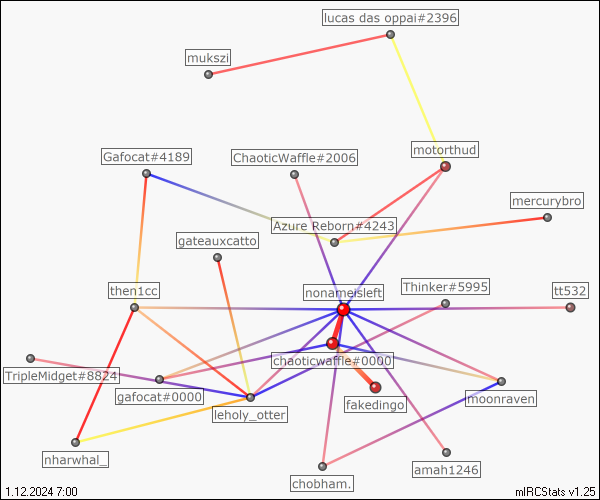 lucas das oppai#2396
mukszi
motorthud
Gafocat#4189
ChaoticWaffle#2006
mercurybro
Azure Reborn#4243
gateauxcatto
then1cc
nonameisleft
Thinker#5995
tt532
chaoticwaffle#0000
TripleMidget#8824
gafocat#0000
moonraven
fakedingo
leholy_otter
nharwhal_
amah1246
chobham.
1.12.2024 7:00
mIRCStats v1.25